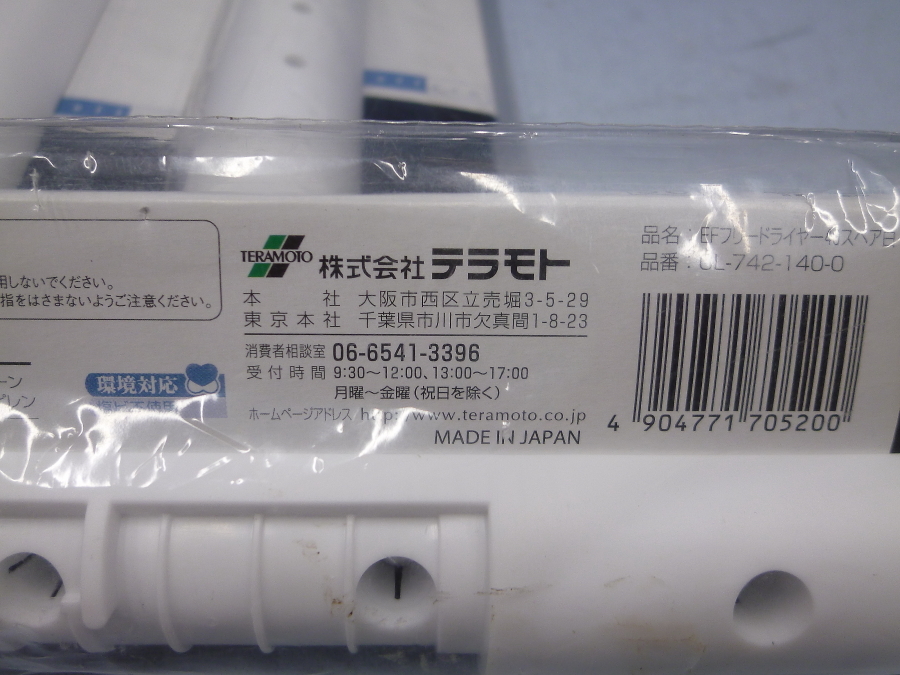 用しないでください。
指をはさまないようご注意ください。
ーン
ピレン
環境対応
TERAMOTO 株式会社テラモト
本 社 大阪市西区立売堀3-5-29
東京本社 千葉県市川市欠真間1-8-23
消費者相談室 06-6541-3396
受付時間 9:30～12:00、13:00～17:00
月曜～金曜(祝日を除く)
ホームページアドレス http://www.teramoto.co.jp
MADE IN JAPAN
品名:EFフリードライヤー40スペア白
品番:CL-742-140-0
4 904771 705200